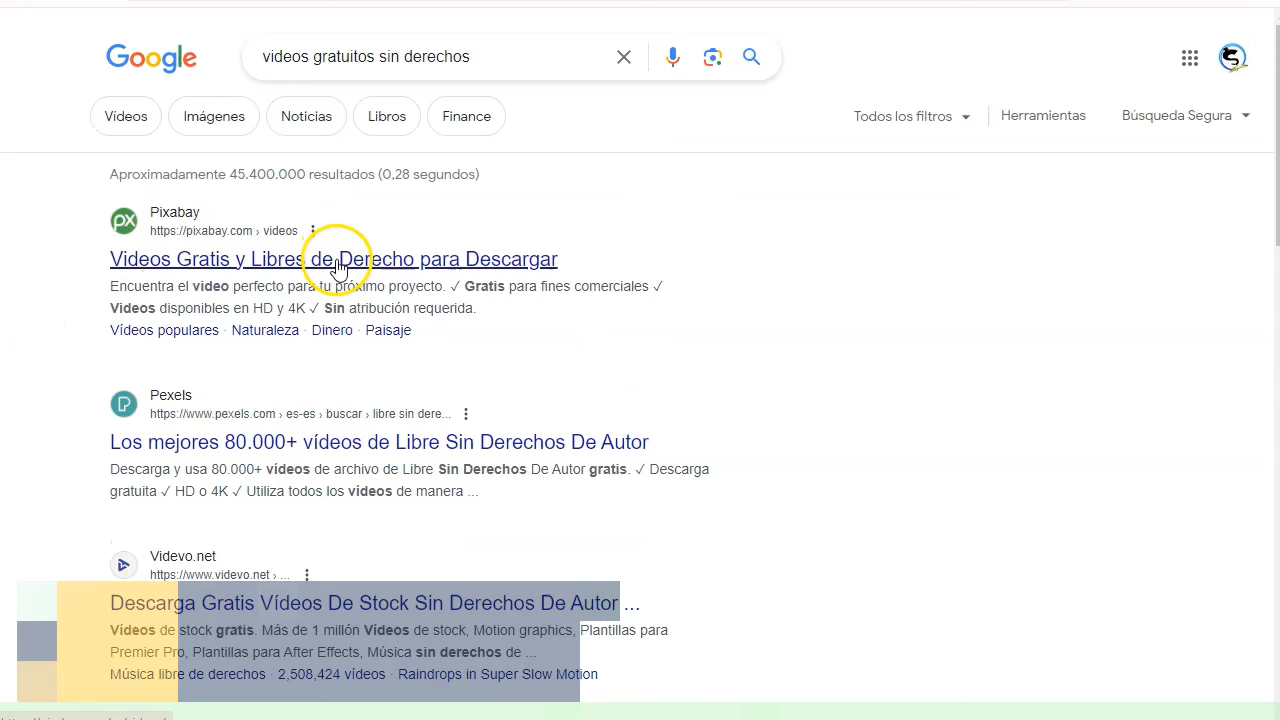 Google
videos gratuitos sin derechos
Vídeos
Imágenes
Noticias
Libros
Finance
Todos los filtros
Herramientas
Búsqueda Segura
Aproximadamente 45.400.000 resultados (0,28 segundos)
px
Pixabay
https://pixabay.com › videos
Videos Gratis y Libres de Derecho para Descargar
Encuentra el video perfecto para tu próximo proyecto. ✓ Gratis para fines comerciales ✓
Videos disponibles en HD y 4K ✓ Sin atribución requerida.
Vídeos populares · Naturaleza · Dinero · Paisaje
Pexels
https://www.pexels.com › es-es › buscar › libre sin dere...
Los mejores 80.000+ vídeos de Libre Sin Derechos De Autor
Descarga y usa 80.000+ vídeos de archivo de Libre Sin Derechos De Autor gratis. ✓ Descarga
gratuita ✓ HD o 4K ✓ Utiliza todos los vídeos de manera ...
Videvo.net
https://www.videvo.net › ...
Descarga Gratis Vídeos De Stock Sin Derechos De Autor ...
Vídeos de stock gratis. Más de 1 millón Vídeos de stock, Motion graphics, Plantillas para
Premier Pro, Plantillas para After Effects, Música sin derechos de ...
Música libre de derechos · 2,508,424 vídeos · Raindrops in Super Slow Motion